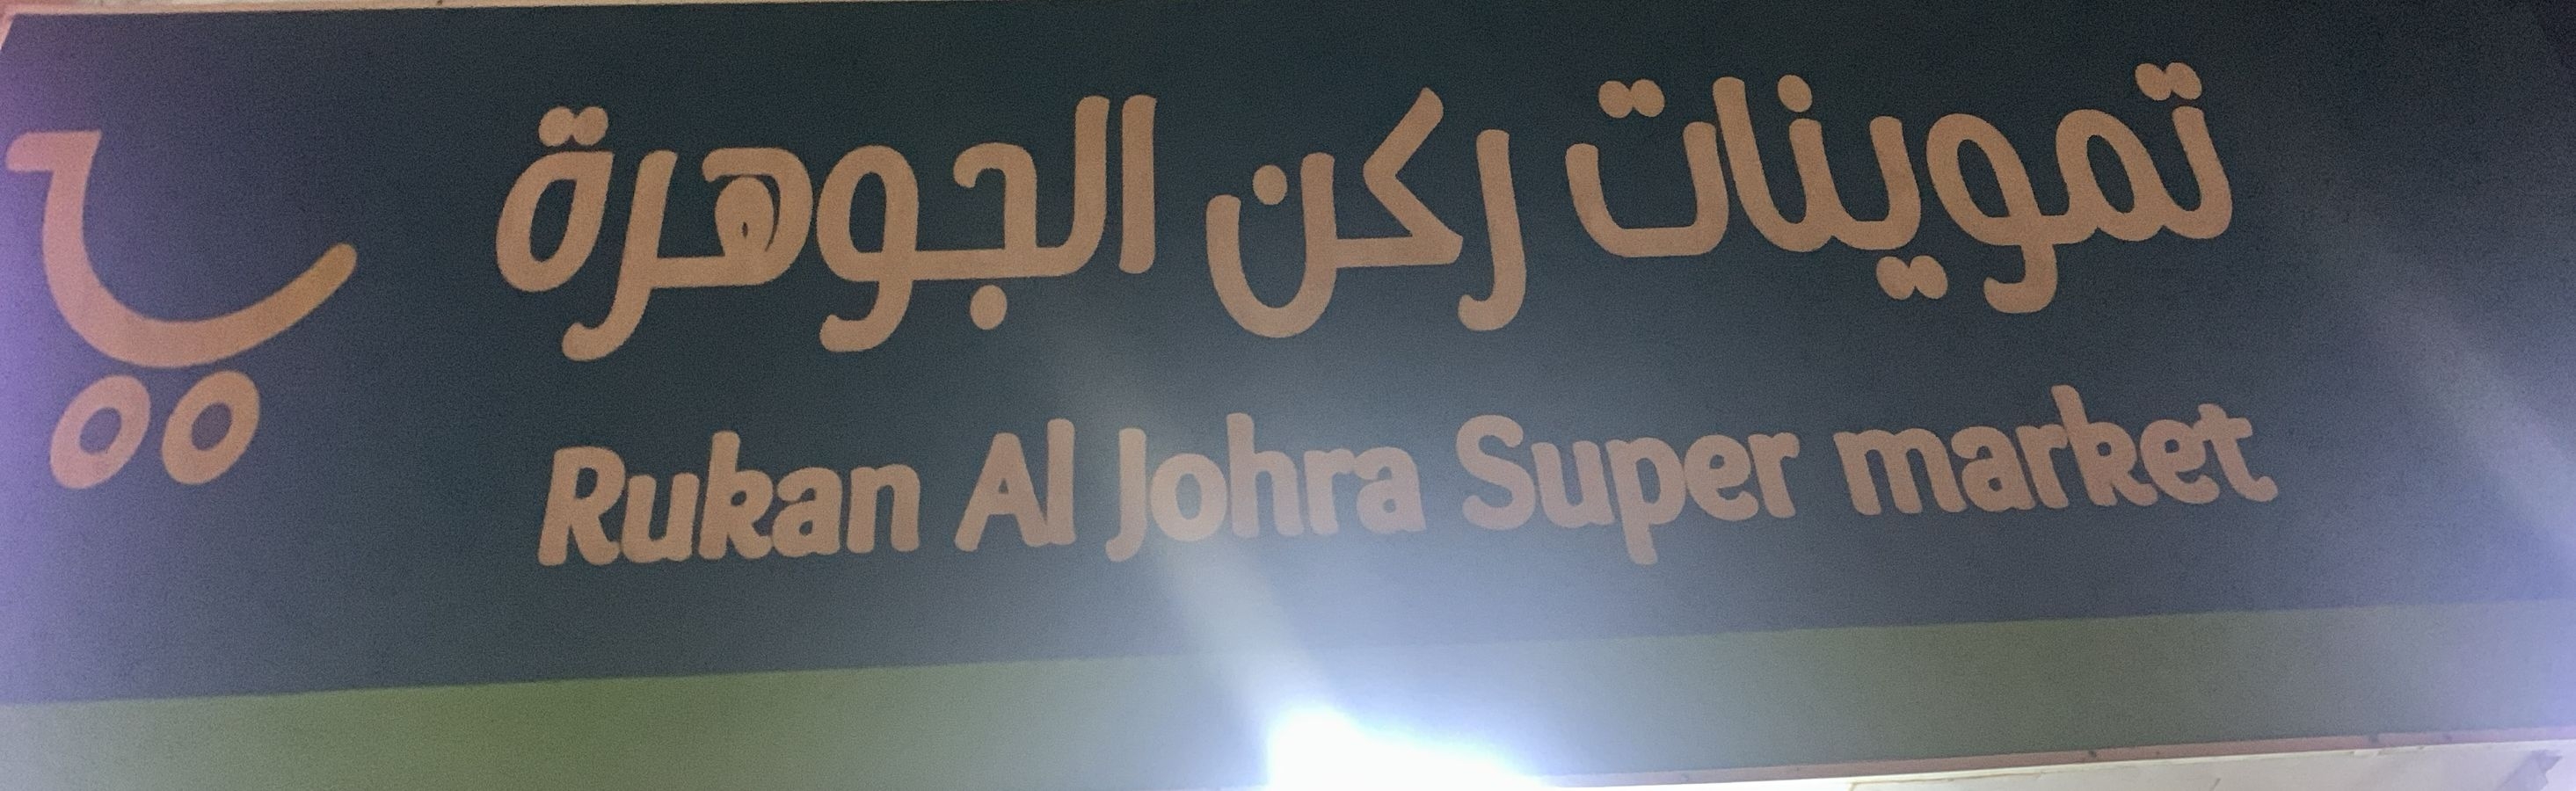 تموينات ركن الجوهرة
Rukan Al Johra Super market